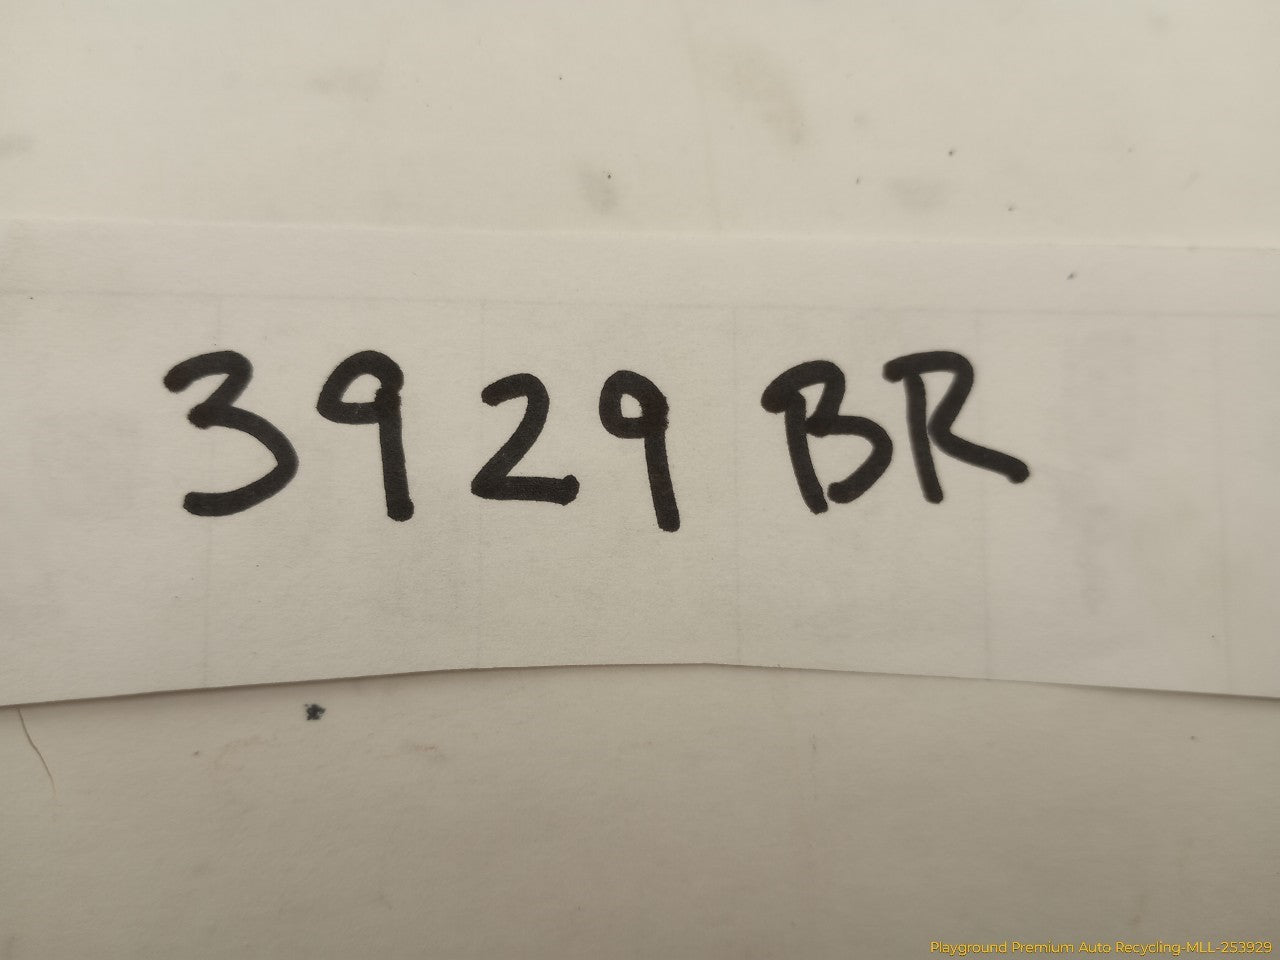 3929 BR
Playground Premium Auto Recycling-MLL-253929